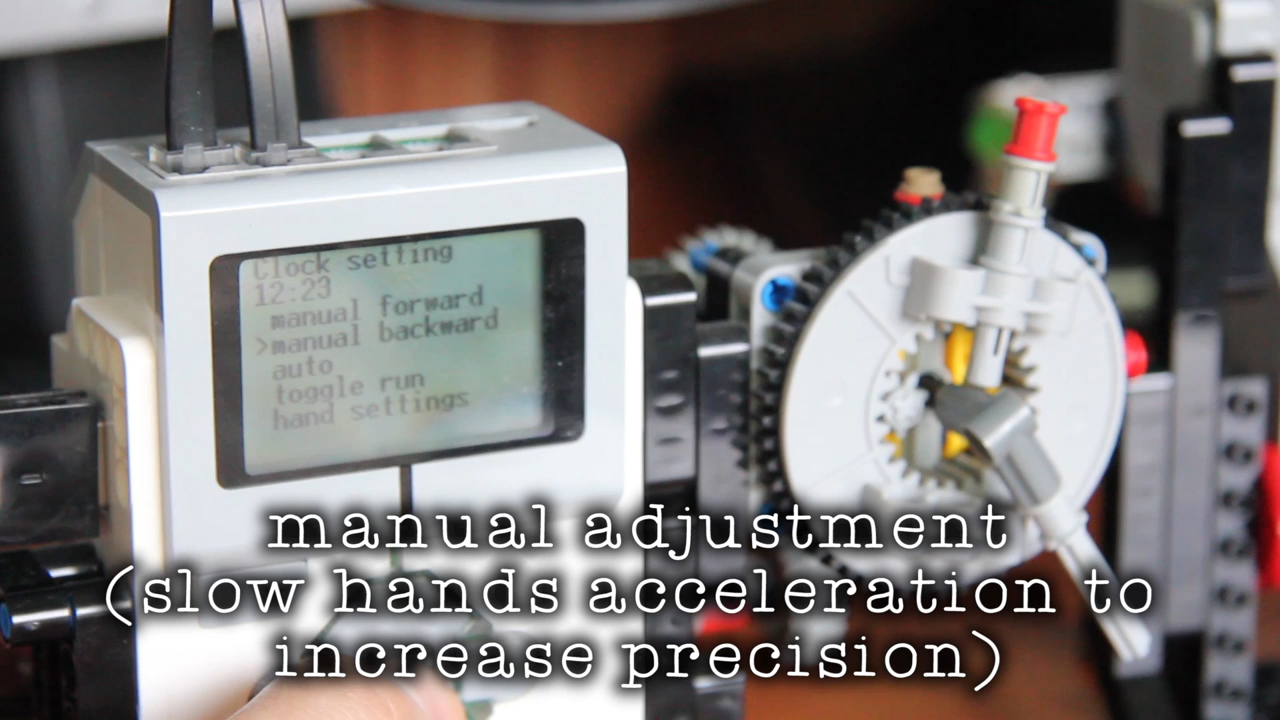 Clock setting
12:23
manual forward
>manual backward
auto
toggle run
hand settings
manual adjustment
(slow hands acceleration to
increase precision)